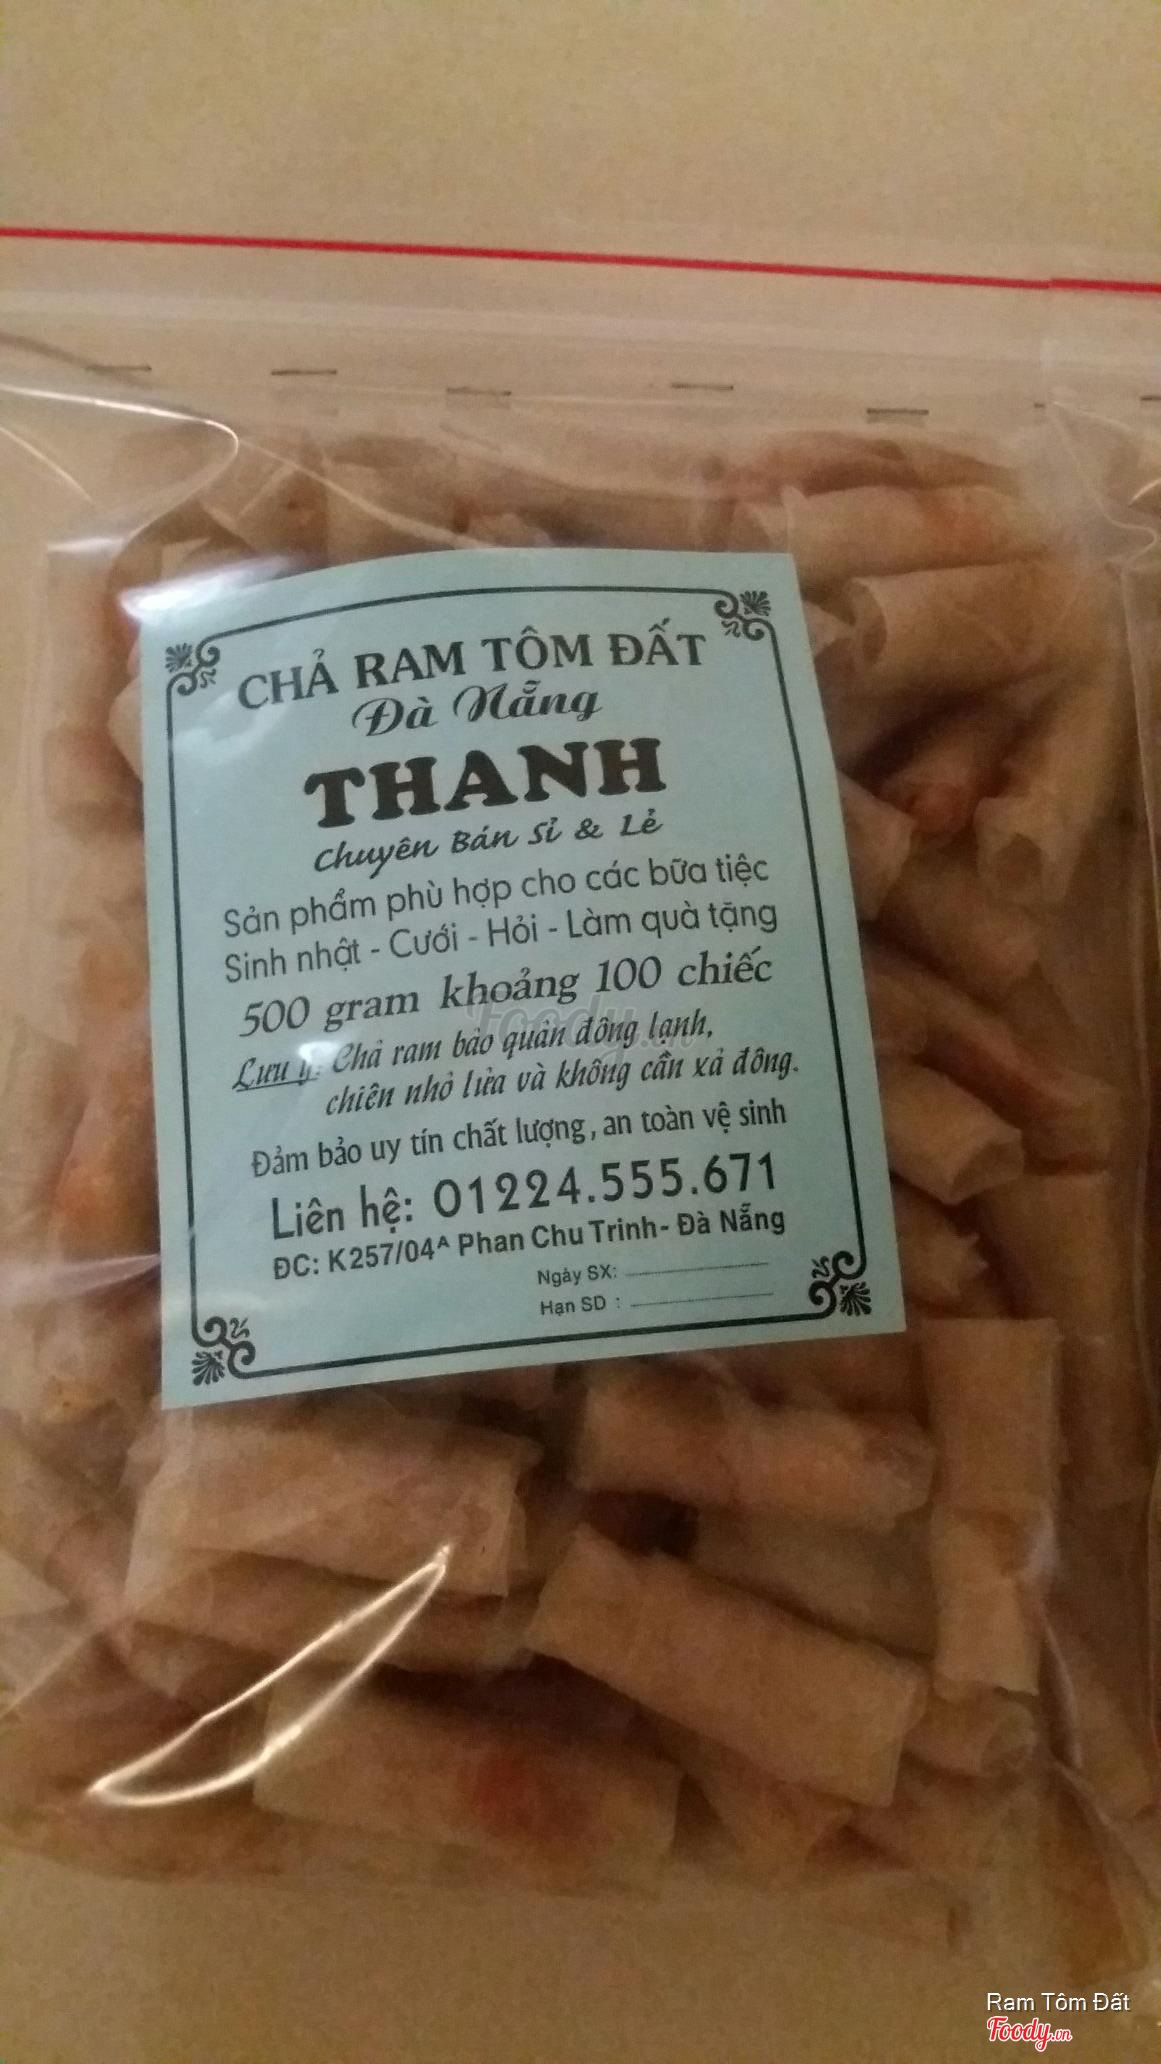 CHẢ RAM TÔM ĐẤT
Đà Nẵng
THANH
Chuyên Bán Sỉ & Lẻ
Sản phẩm phù hợp cho các bữa tiệc
Sinh nhật - Cưới - Hỏi - Làm quà tặng
500 gram khoảng 100 chiếc
Lưu ý: Chả ram bảo quản đông lạnh,
chiên nhỏ lửa và không cần xả đông.
Đảm bảo uy tín chất lượng, an toàn vệ sinh
Liên hệ: 01224.555.671
ĐC: K257/04ᴬ Phan Chu Trinh- Đà Nẵng
Ngày SX:
Hạn SD :
Foody.vn
Ram Tôm Đất
Foody.vn